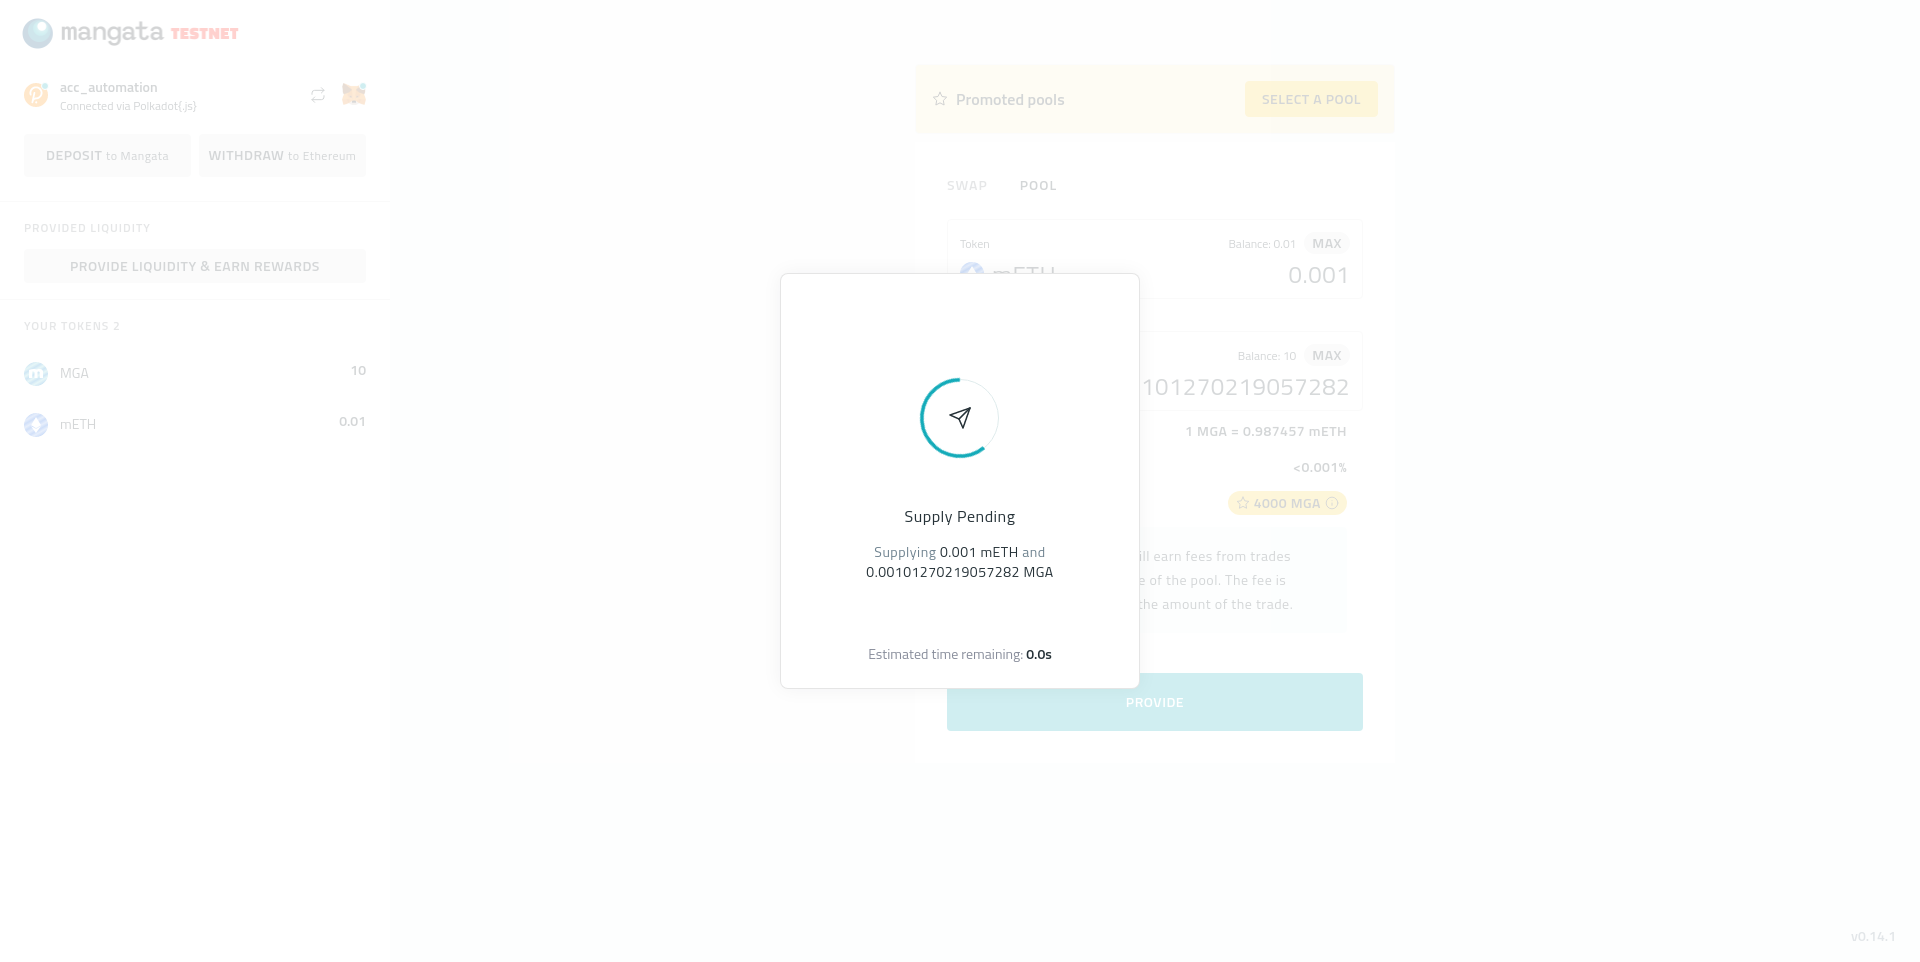 mangata TESTNET
acc_automation
Connected via Polkadot{.js}
DEPOSIT to Mangata
WITHDRAW to Ethereum
PROVIDED LIQUIDITY
PROVIDE LIQUIDITY & EARN REWARDS
YOUR TOKENS 2
MGA 10
mETH 0.01
Promoted pools
SELECT A POOL
SWAP POOL
Token
Balance: 0.01 MAX
mETH 0.001
Balance: 10 MAX
101270219057282
1 MGA = 0.987457 mETH
<0.001%
4000 MGA
earn fees from trades
of the pool. The fee is
the amount of the trade.
PROVIDE
Supply Pending
Supplying 0.001 mETH and
0.00101270219057282 MGA
Estimated time remaining: 0.0s
v0.14.1